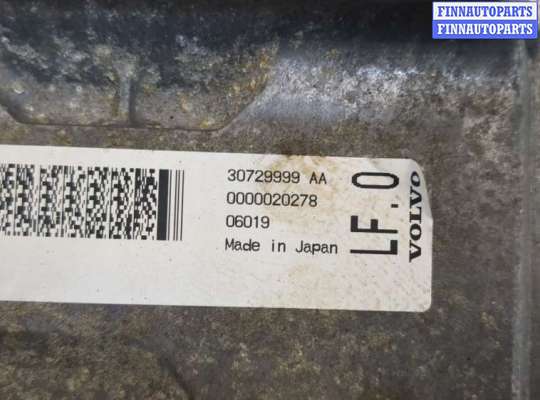 FINNAUTOPARTS
FINNAUTOPARTS
30729999 AA
0000020278
06019
Made in Japan
LF.0
VOLVO